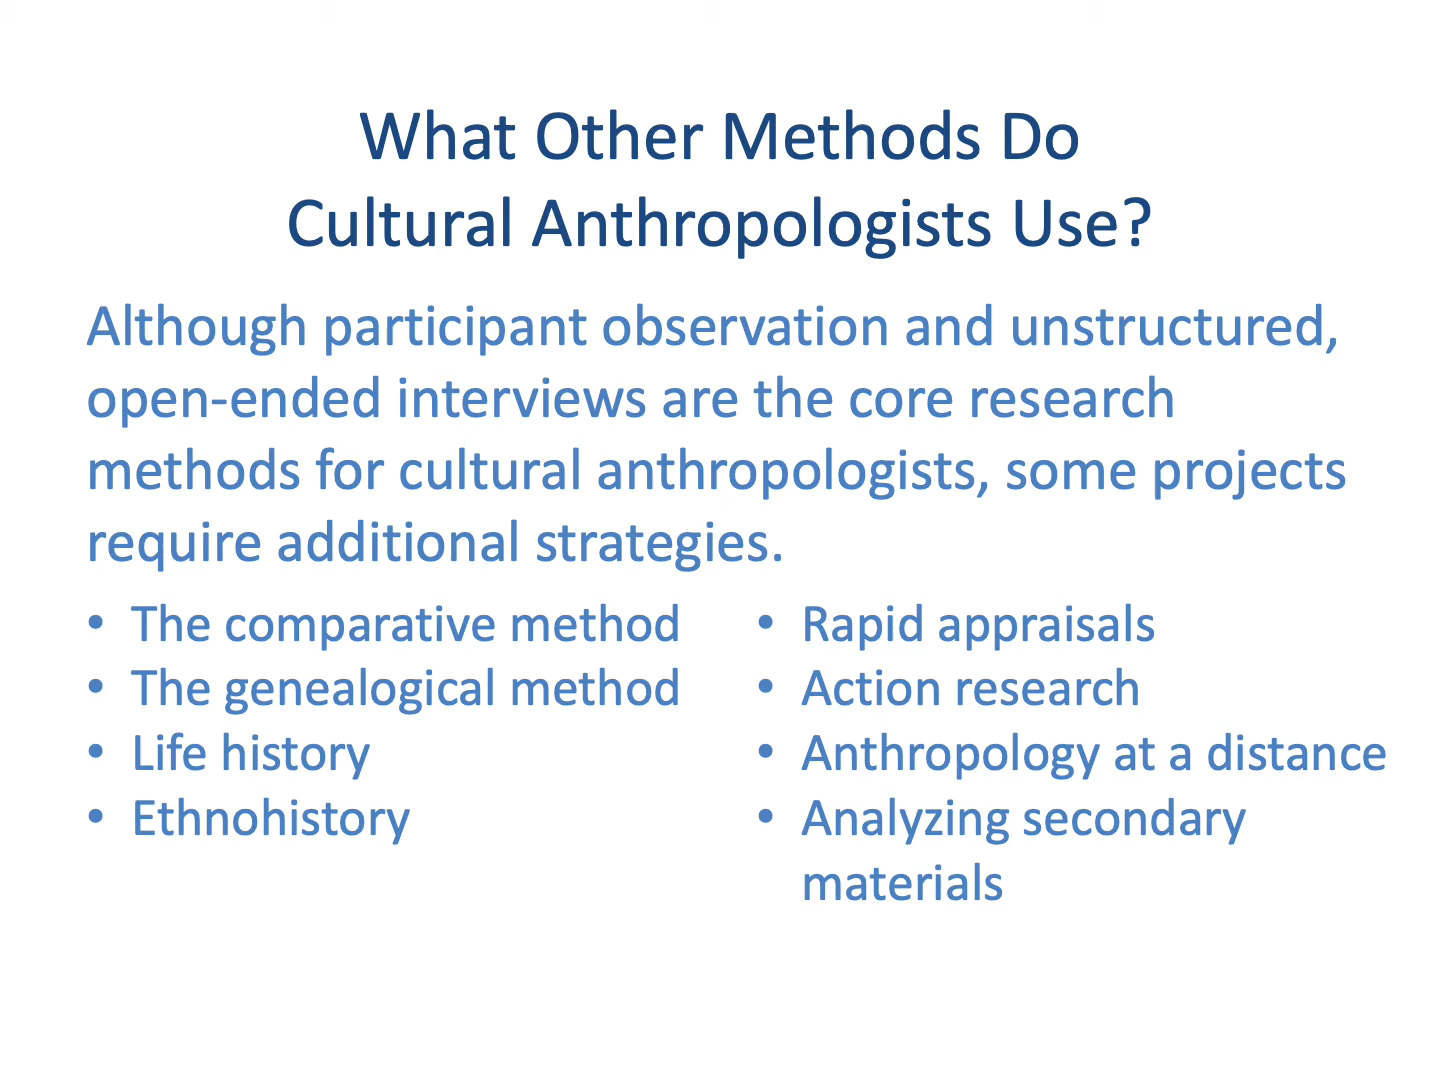 What Other Methods Do
Cultural Anthropologists Use?
Although participant observation and unstructured,
open-ended interviews are the core research
methods for cultural anthropologists, some projects
require additional strategies.
• The comparative method
• The genealogical method
• Life history
• Ethnohistory
• Rapid appraisals
• Action research
• Anthropology at a distance
• Analyzing secondary
materials